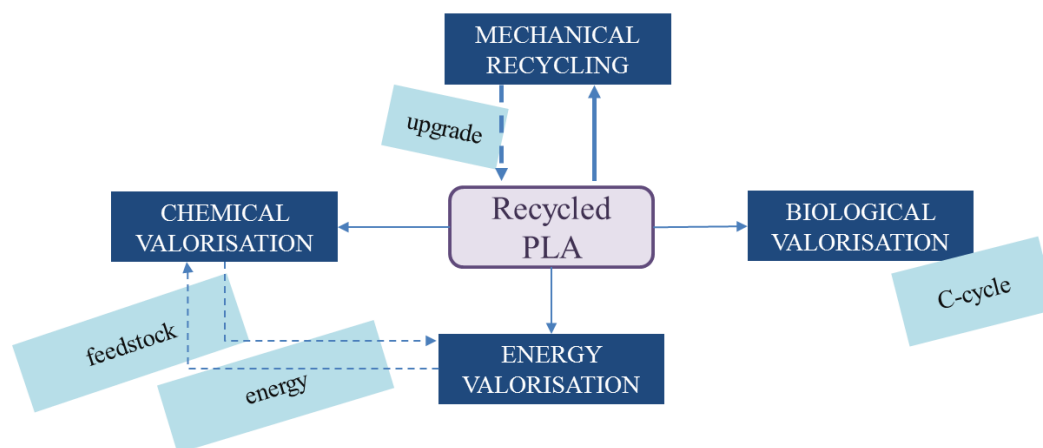 MECHANICAL
RECYCLING
upgrade
CHEMICAL
VALORISATION
Recycled
PLA
BIOLOGICAL
VALORISATION
C-cycle
feedstock
energy
ENERGY
VALORISATION